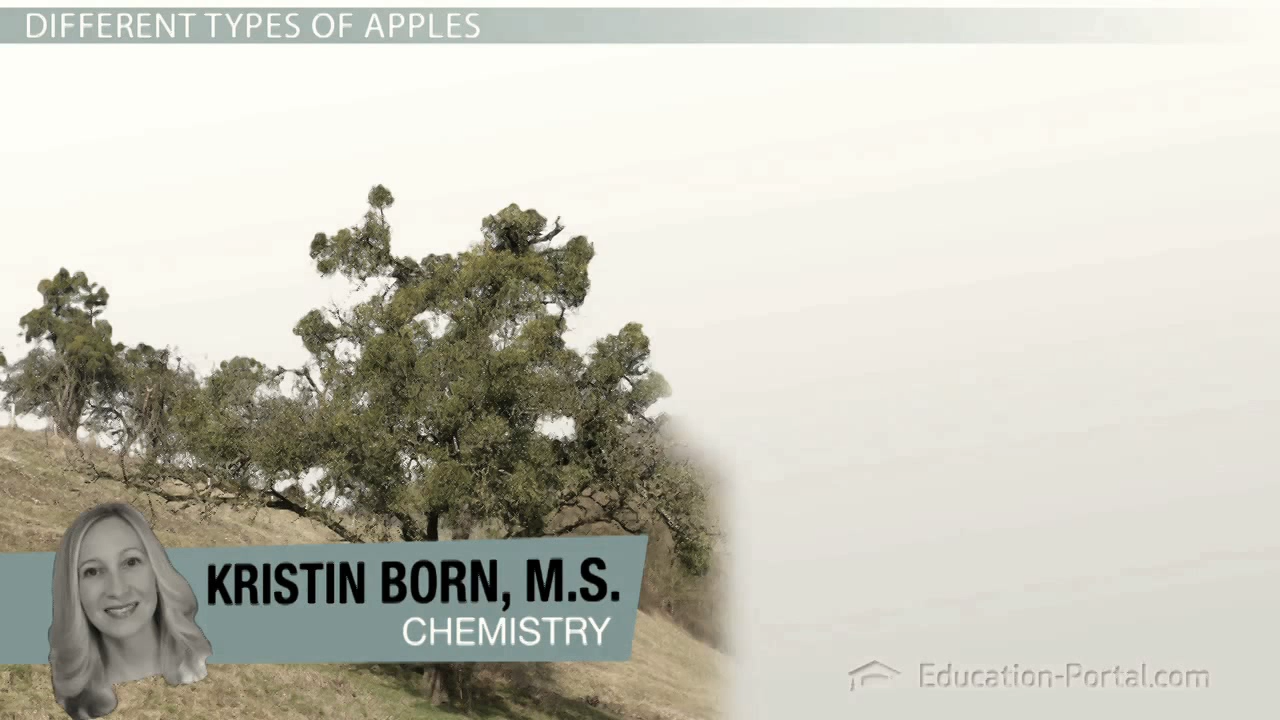 DIFFERENT TYPES OF APPLES
KRISTIN BORN, M.S.
CHEMISTRY
Education-Portal.com